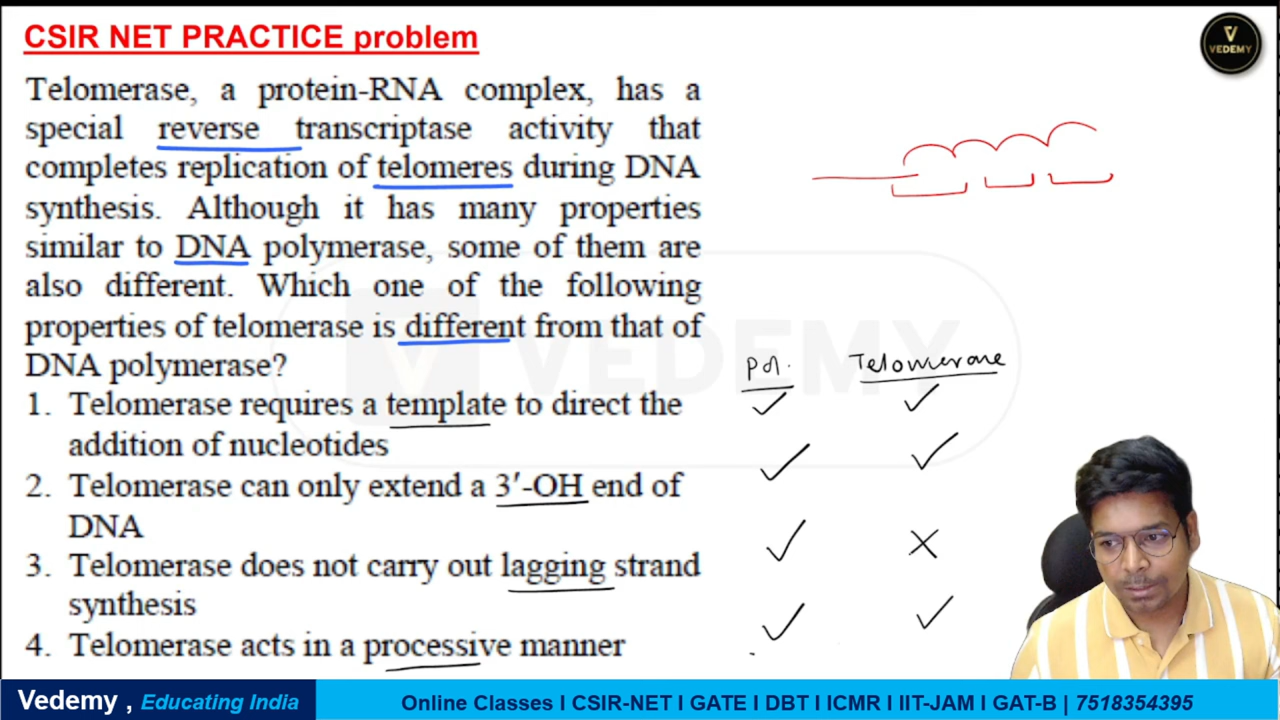 CSIR NET PRACTICE problem
VEDEMY
Telomerase, a protein-RNA complex, has a
special reverse transcriptase activity that
completes replication of telomeres during DNA
synthesis. Although it has many properties
similar to DNA polymerase, some of them are
also different. Which one of the following
properties of telomerase is different from that of
DNA polymerase?
VEDEMY
Pol. Telomerase
1. Telomerase requires a template to direct the
addition of nucleotides
2. Telomerase can only extend a 3′-OH end of
DNA
3. Telomerase does not carry out lagging strand
synthesis
4. Telomerase acts in a processive manner
Vedemy , Educating India
Online Classes I CSIR-NET I GATE I DBT I ICMR I IIT-JAM I GAT-B | 7518354395